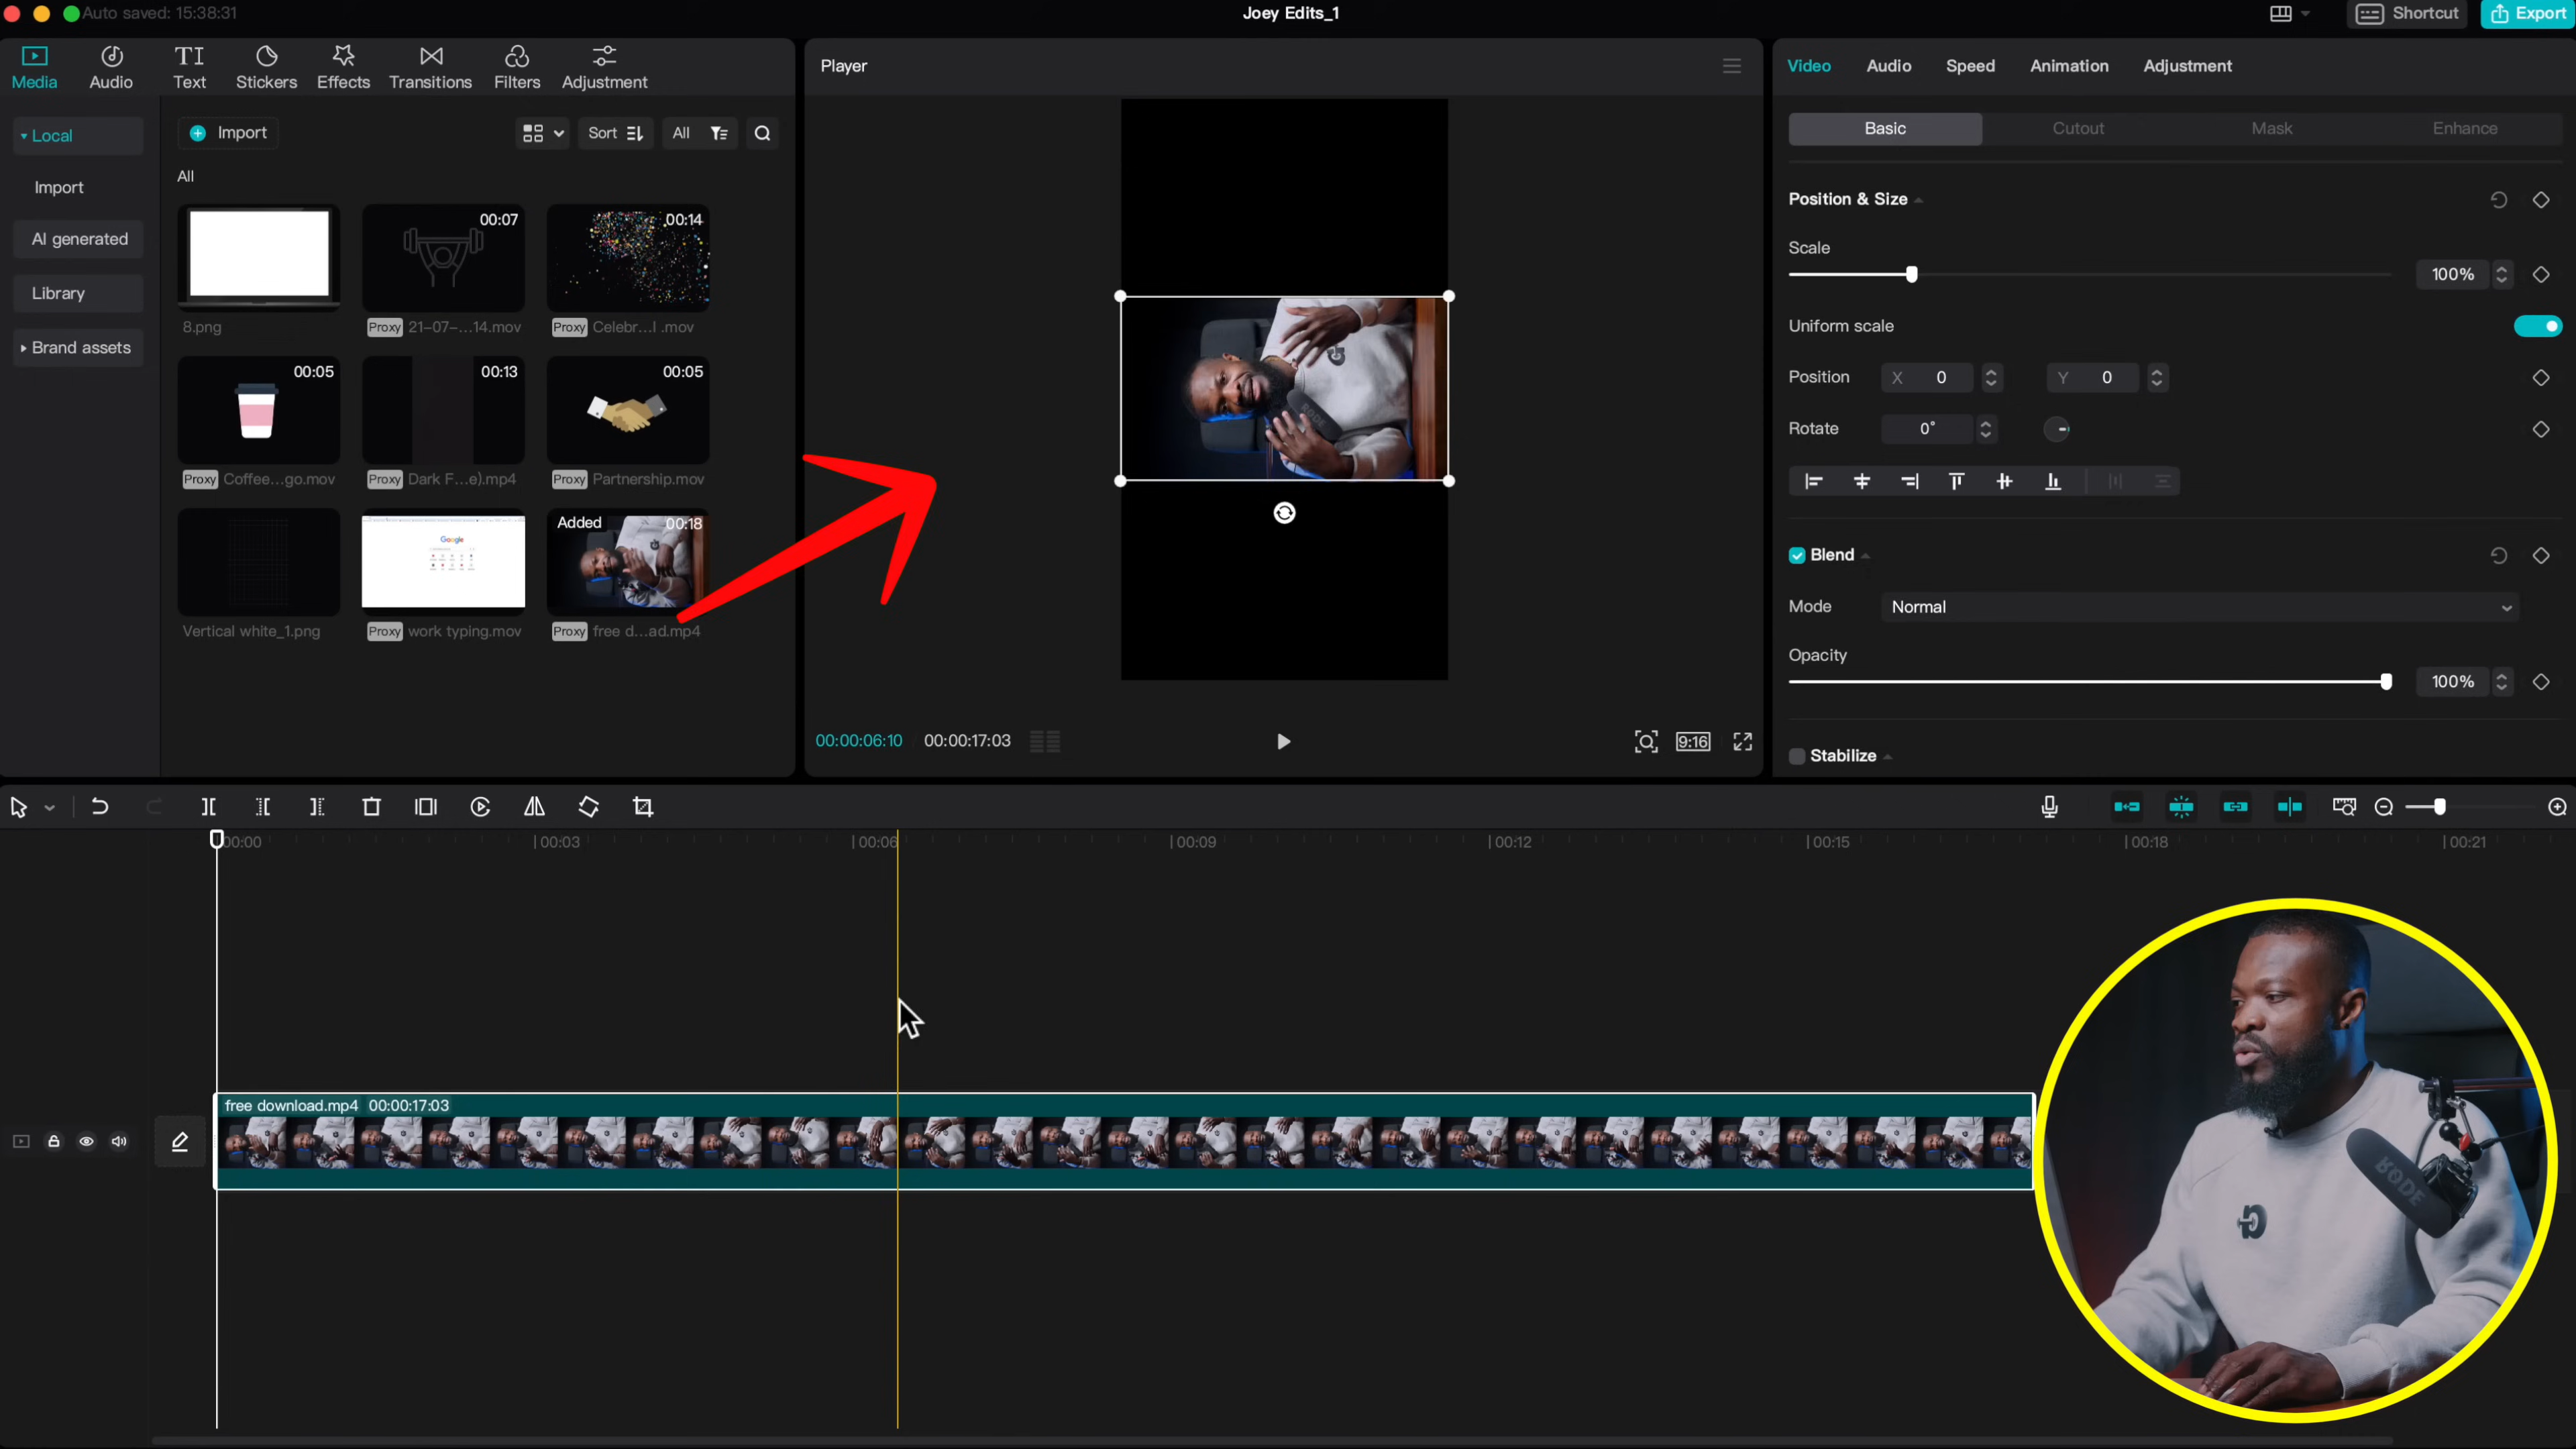 Auto saved: 15:38:31
Joey Edits_1
Shortcut
Export
Media
Audio
TI
Text
Stickers
Effects
Transitions
Filters
Adjustment
Local
Import
AI generated
Library
Brand assets
Import
Sort
All
All
8.png
00:07
Proxy 21-07-...14.mov
00:14
Proxy Celebr...l .mov
00:05
Proxy Coffee...go.mov
00:13
Proxy Dark F...e).mp4
00:05
Proxy Partnership.mov
Vertical white_1.png
Google
Proxy work typing.mov
Added 00:18
Proxy free d...ad.mp4
Player
RODE
00:00:06:10 00:00:17:03
9:16
Video
Audio
Speed
Animation
Adjustment
Basic
Cutout
Mask
Enhance
Position & Size
Scale
100%
Uniform scale
Position X 0 Y 0
Rotate 0°
Blend
Mode Normal
Opacity
100%
Stabilize
00:00
00:03
00:06
00:09
00:12
00:15
00:18
00:21
free download.mp4 00:00:17:03
RODE